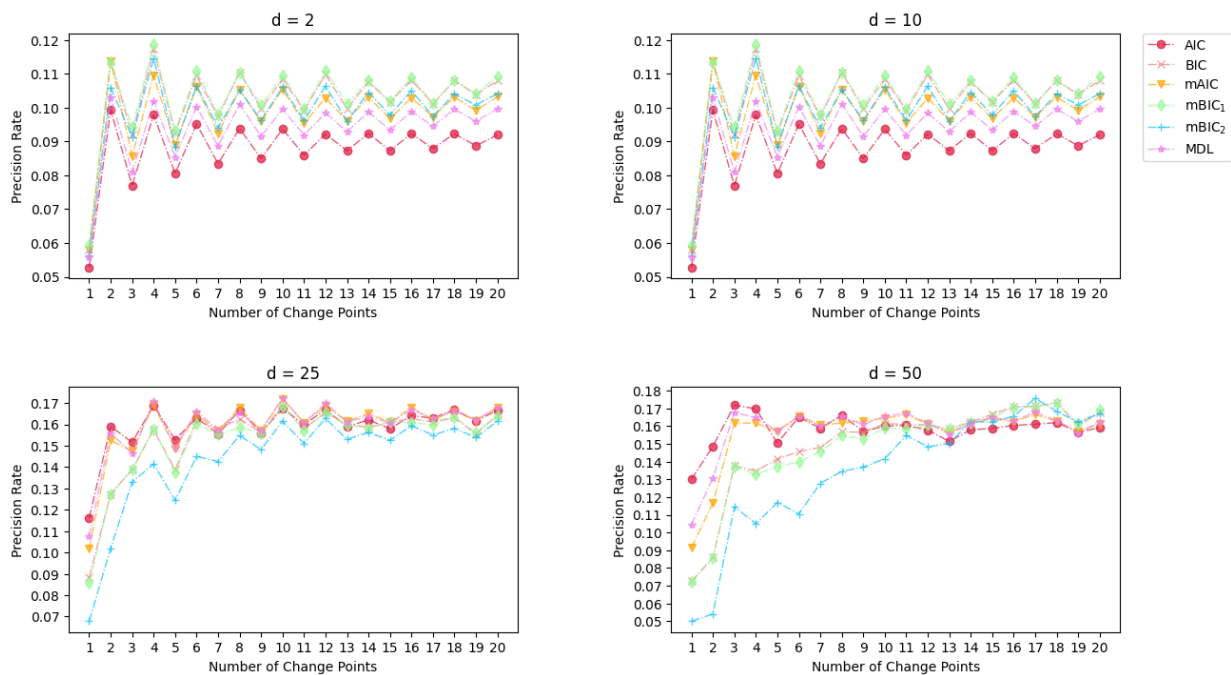 d = 2
0.12
0.11
0.10
0.09
0.08
0.07
0.06
0.05
Precision Rate
1 2 3 4 5 6 7 8 9 10 11 12 13 14 15 16 17 18 19 20
Number of Change Points
d = 10
0.12
0.11
0.10
0.09
0.08
0.07
0.06
0.05
Precision Rate
1 2 3 4 5 6 7 8 9 10 11 12 13 14 15 16 17 18 19 20
Number of Change Points
AIC
BIC
mAIC
mBIC₁
mBIC₂
MDL
d = 25
0.17
0.16
0.15
0.14
0.13
0.12
0.11
0.10
0.09
0.08
0.07
Precision Rate
1 2 3 4 5 6 7 8 9 10 11 12 13 14 15 16 17 18 19 20
Number of Change Points
d = 50
0.18
0.17
0.16
0.15
0.14
0.13
0.12
0.11
0.10
0.09
0.08
0.07
0.06
0.05
Precision Rate
1 2 3 4 5 6 7 8 9 10 11 12 13 14 15 16 17 18 19 20
Number of Change Points